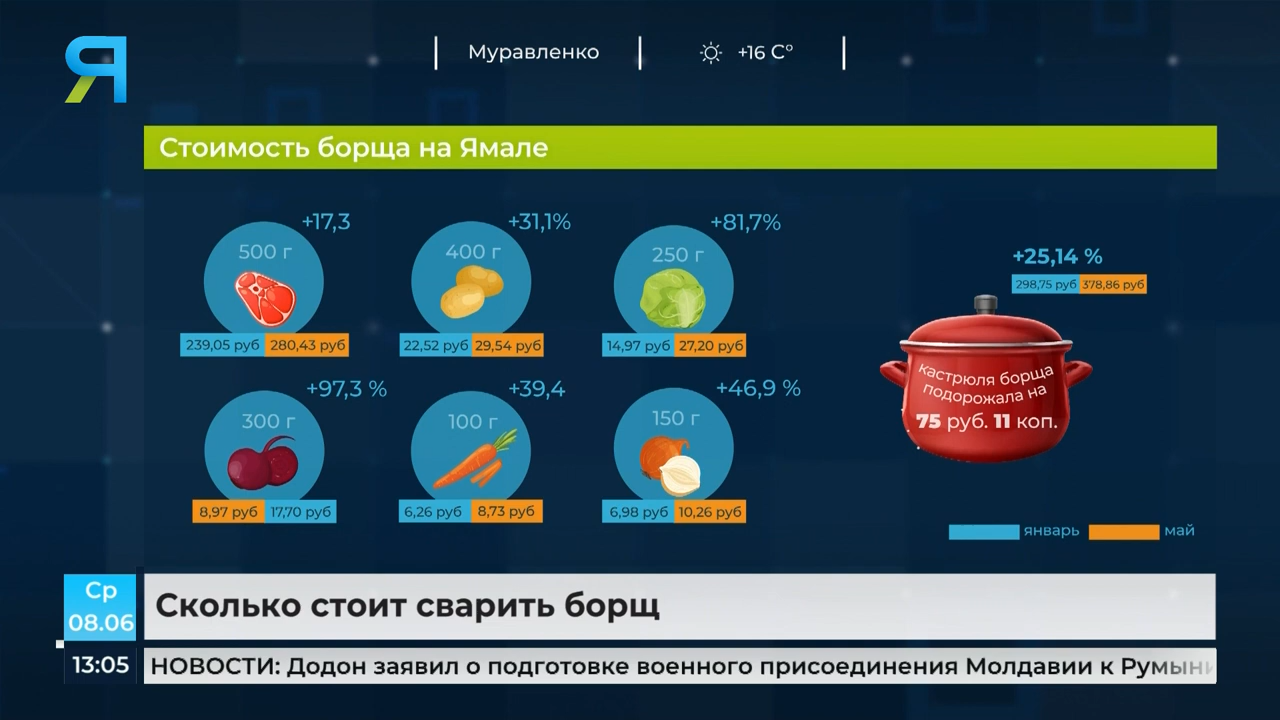 Я
Муравленко
+16 C°
Стоимость борща на Ямале
+17,3
500 г
239,05 руб 280,43 руб
+31,1%
400 г
22,52 руб 29,54 руб
+81,7%
250 г
14,97 руб 27,20 руб
+97,3 %
300 г
8,97 руб 17,70 руб
+39,4
100 г
6,26 руб 8,73 руб
+46,9 %
150 г
6,98 руб 10,26 руб
+25,14 %
298,75 руб 378,86 руб
кастрюля борща
подорожала на
75 руб. 11 коп.
январь май
Ср
08.06
Сколько стоит сварить борщ
13:05
НОВОСТИ: Додон заявил о подготовке военного присоединения Молдавии к Румыни